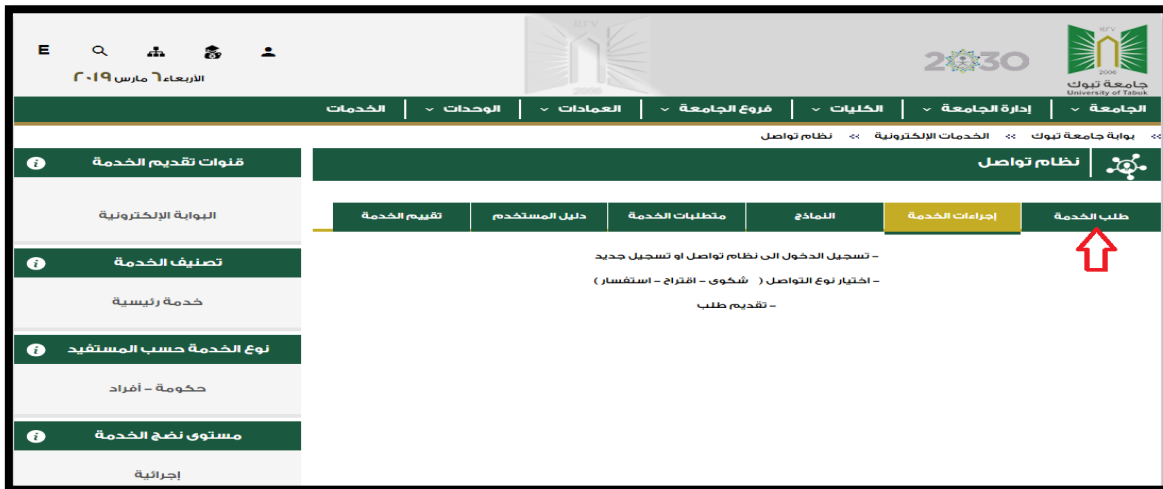 E
الأربعاء ٦ مارس ٢٠١٩
2030
2006
جامعة تبوك
University of Tabuk
الجامعة
إدارة الجامعة
الكليات
فروع الجامعة
العمادات
الوحدات
الخدمات
بوابة جامعة تبوك >> الخدمات الإلكترونية >> نظام تواصل
نظام تواصل
طلب الخدمة
إجراءات الخدمة
النماذج
متطلبات الخدمة
دليل المستخدم
تقييم الخدمة
– تسجيل الدخول الى نظام تواصل او تسجيل جديد
– اختيار نوع التواصل ( شكوى – اقتراح – استفسار )
– تقديم طلب
قنوات تقديم الخدمة
البوابة الإلكترونية
تصنيف الخدمة
خدمة رئيسية
نوع الخدمة حسب المستفيد
حكومة – أفراد
مستوى نضج الخدمة
إجرائية